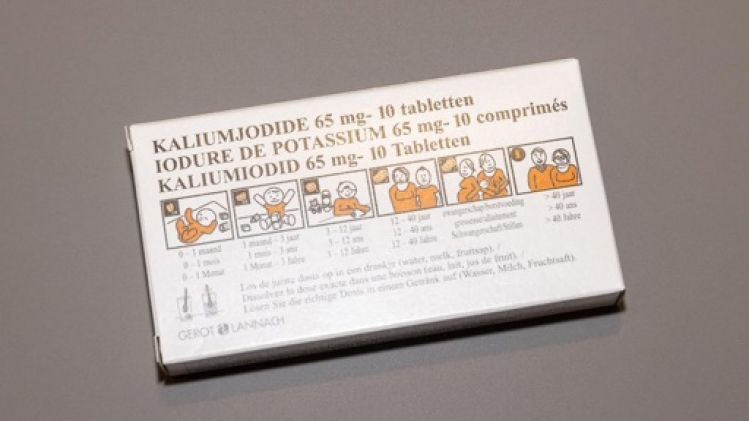 KALIUMJODIDE 65 mg- 10 tabletten
IODURE DE POTASSIUM 65 mg- 10 comprimés
KALIUMIODID 65 mg- 10 Tabletten
0 – 1 maand
0 – 1 mois
0 – 1 Monat
1 maand – 3 jaar
1 mois – 3 ans
1 Monat – 3 Jahre
3 – 12 jaar
3 – 12 ans
3 – 12 Jahre
12 – 40 jaar
12 – 40 ans
12 – 40 Jahre
zwangerschap/borstvoeding
grossesse/allaitement
Schwangerschaft/Stillen
> 40 jaar
> 40 ans
> 40 Jahre
Los de juiste dosis op in een drankje (water, melk, fruitsap). /
Dissoudre la dose exacte dans une boisson (eau, lait, jus de fruit). /
Lösen Sie die richtige Dosis in einem Getränk auf (Wasser, Milch, Fruchtsaft).
GEROT LANNACH